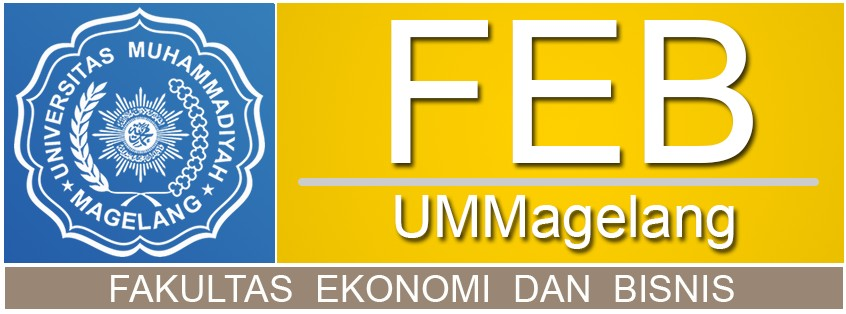 UNIVERSITAS MUHAMMADIYAH
MAGELANG
FEB
UMMagelang
FAKULTAS EKONOMI DAN BISNIS